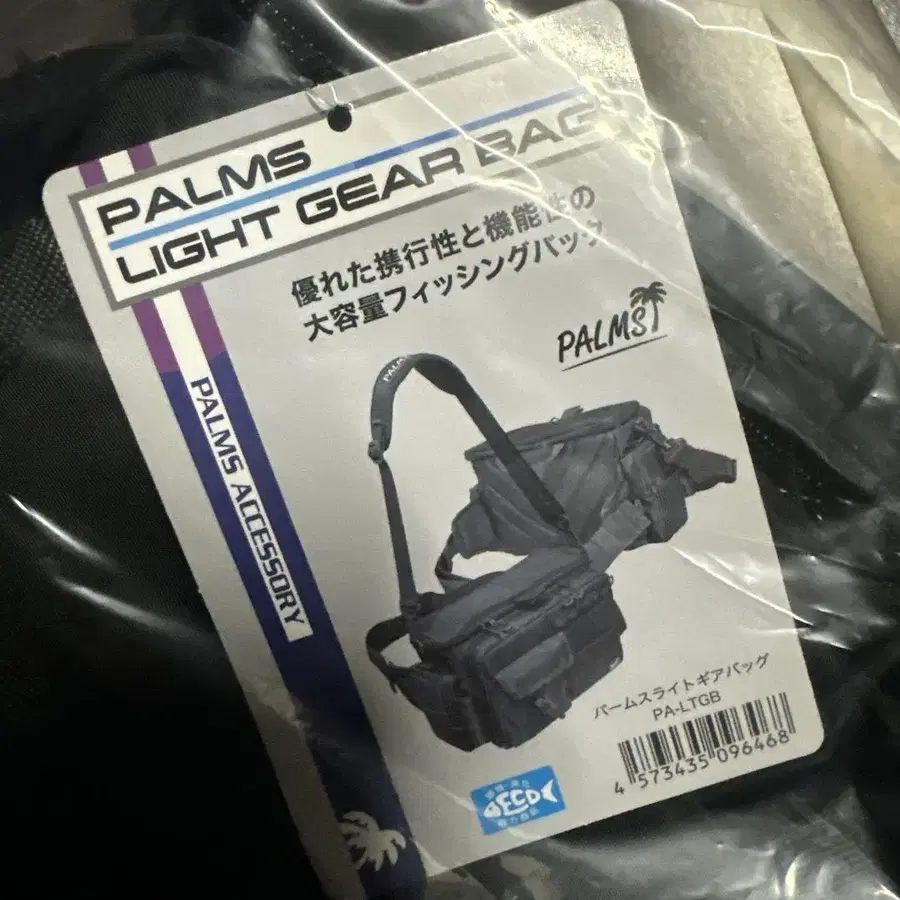 PALMS
LIGHT GEAR BAG
優れた携行性と機能性の
大容量フィッシングバッグ
PALMS
PALMS ACCESSORY
PALMS
パームスライトギアバッグ
PA-LTGB
4 573435 096468
ECO